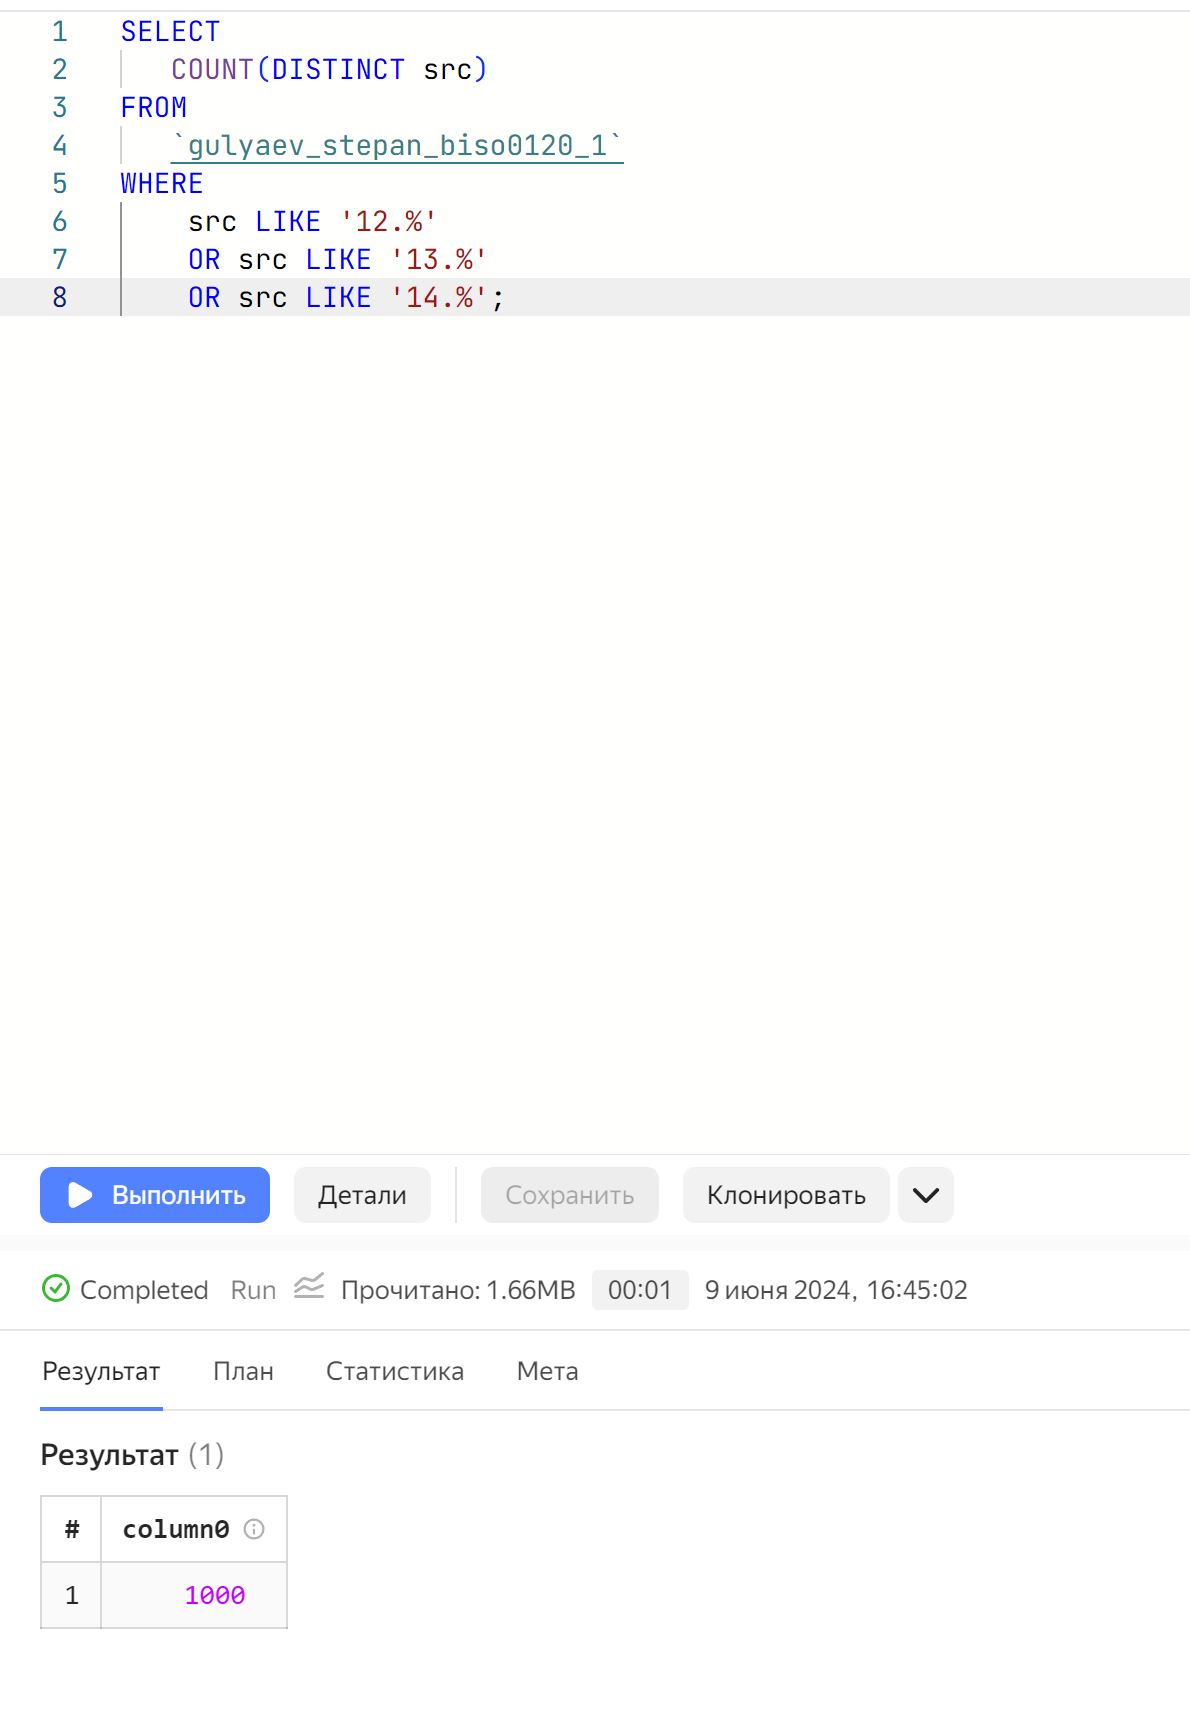 1 SELECT
2 COUNT(DISTINCT src)
3 FROM
4 `gulyaev_stepan_biso0120_1`
5 WHERE
6 src LIKE '12.%'
7 OR src LIKE '13.%'
8 OR src LIKE '14.%';
Выполнить Детали Сохранить Клонировать
Completed Run Прочитано: 1.66MB 00:01 9 июня 2024, 16:45:02
Результат План Статистика Мета
Результат (1)
# column0
1 1000